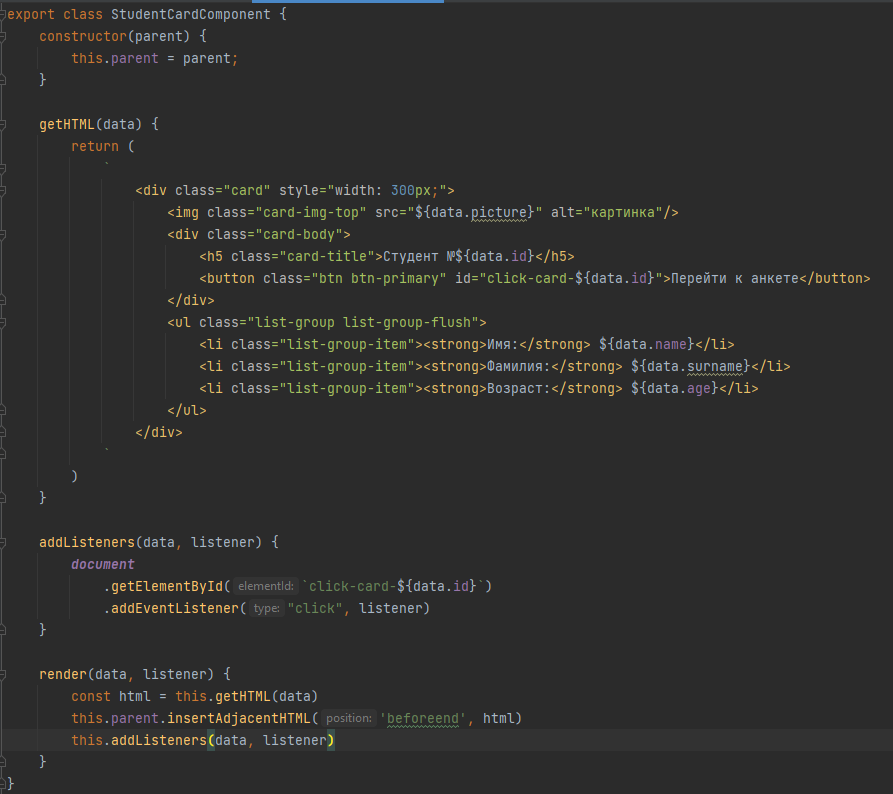 export class StudentCardComponent {
    constructor(parent) {
        this.parent = parent;
    }

    getHTML(data) {
        return (
            `
                <div class="card" style="width: 300px;">
                    <img class="card-img-top" src="${data.picture}" alt="картинка"/>
                    <div class="card-body">
                        <h5 class="card-title">Студент №${data.id}</h5>
                        <button class="btn btn-primary" id="click-card-${data.id}">Перейти к анкете</button>
                    </div>
                    <ul class="list-group list-group-flush">
                        <li class="list-group-item"><strong>Имя:</strong> ${data.name}</li>
                        <li class="list-group-item"><strong>Фамилия:</strong> ${data.surname}</li>
                        <li class="list-group-item"><strong>Возраст:</strong> ${data.age}</li>
                    </ul>
                </div>
            `
        )
    }

    addListeners(data, listener) {
        document
            .getElementById( elementId: `click-card-${data.id}`)
            .addEventListener( type: "click", listener)
    }

    render(data, listener) {
        const html = this.getHTML(data)
        this.parent.insertAdjacentHTML( position: 'beforeend', html)
        this.addListeners(data, listener)
    }
}